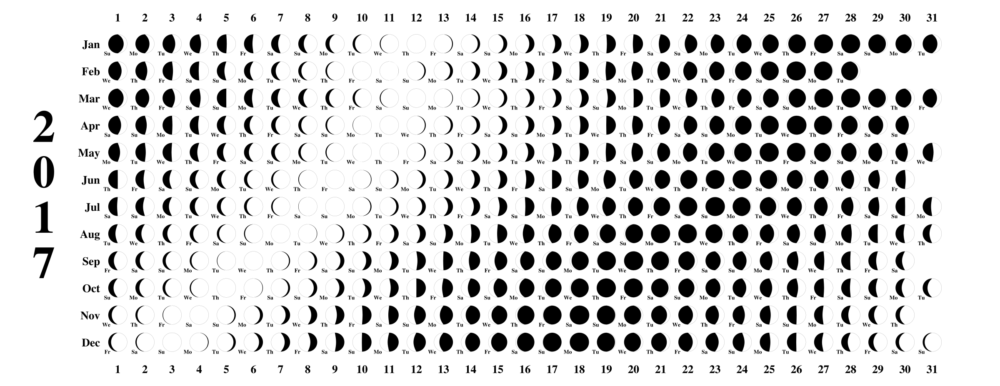 1 2 3 4 5 6 7 8 9 10 11 12 13 14 15 16 17 18 19 20 21 22 23 24 25 26 27 28 29 30 31
Jan
Su Mo Tu We Th Fr Sa Su Mo Tu We Th Fr Sa Su Mo Tu We Th Fr Sa Su Mo Tu We Th Fr Sa Su Mo Tu
Feb
We Th Fr Sa Su Mo Tu We Th Fr Sa Su Mo Tu We Th Fr Sa Su Mo Tu We Th Fr Sa Su Mo Tu
Mar
We Th Fr Sa Su Mo Tu We Th Fr Sa Su Mo Tu We Th Fr Sa Su Mo Tu We Th Fr Sa Su Mo Tu We Th Fr
Apr
Sa Su Mo Tu We Th Fr Sa Su Mo Tu We Th Fr Sa Su Mo Tu We Th Fr Sa Su Mo Tu We Th Fr Sa Su
May
Mo Tu We Th Fr Sa Su Mo Tu We Th Fr Sa Su Mo Tu We Th Fr Sa Su Mo Tu We Th Fr Sa Su Mo Tu We
Jun
Th Fr Sa Su Mo Tu We Th Fr Sa Su Mo Tu We Th Fr Sa Su Mo Tu We Th Fr Sa Su Mo Tu We Th Fr
Jul
Sa Su Mo Tu We Th Fr Sa Su Mo Tu We Th Fr Sa Su Mo Tu We Th Fr Sa Su Mo Tu We Th Fr Sa Su Mo
Aug
Tu We Th Fr Sa Su Mo Tu We Th Fr Sa Su Mo Tu We Th Fr Sa Su Mo Tu We Th Fr Sa Su Mo Tu We Th
Sep
Fr Sa Su Mo Tu We Th Fr Sa Su Mo Tu We Th Fr Sa Su Mo Tu We Th Fr Sa Su Mo Tu We Th Fr Sa
Oct
Su Mo Tu We Th Fr Sa Su Mo Tu We Th Fr Sa Su Mo Tu We Th Fr Sa Su Mo Tu We Th Fr Sa Su Mo Tu
Nov
We Th Fr Sa Su Mo Tu We Th Fr Sa Su Mo Tu We Th Fr Sa Su Mo Tu We Th Fr Sa Su Mo Tu We Th
Dec
Fr Sa Su Mo Tu We Th Fr Sa Su Mo Tu We Th Fr Sa Su Mo Tu We Th Fr Sa Su Mo Tu We Th Fr Sa Su
1 2 3 4 5 6 7 8 9 10 11 12 13 14 15 16 17 18 19 20 21 22 23 24 25 26 27 28 29 30 31
2
0
1
7